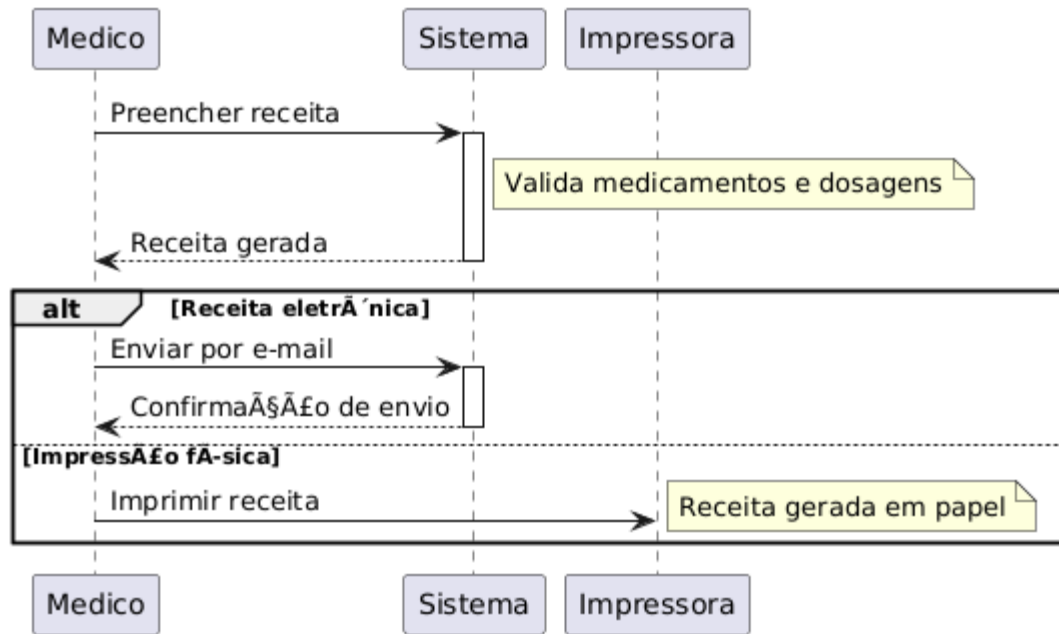 Medico
Sistema
Impressora
Preencher receita
Valida medicamentos e dosagens
Receita gerada
alt
[Receita eletrÃ´nica]
Enviar por e-mail
ConfirmaÃ§Ã£o de envio
[ImpressÃ£o fÃ-sica]
Imprimir receita
Receita gerada em papel
Medico
Sistema
Impressora